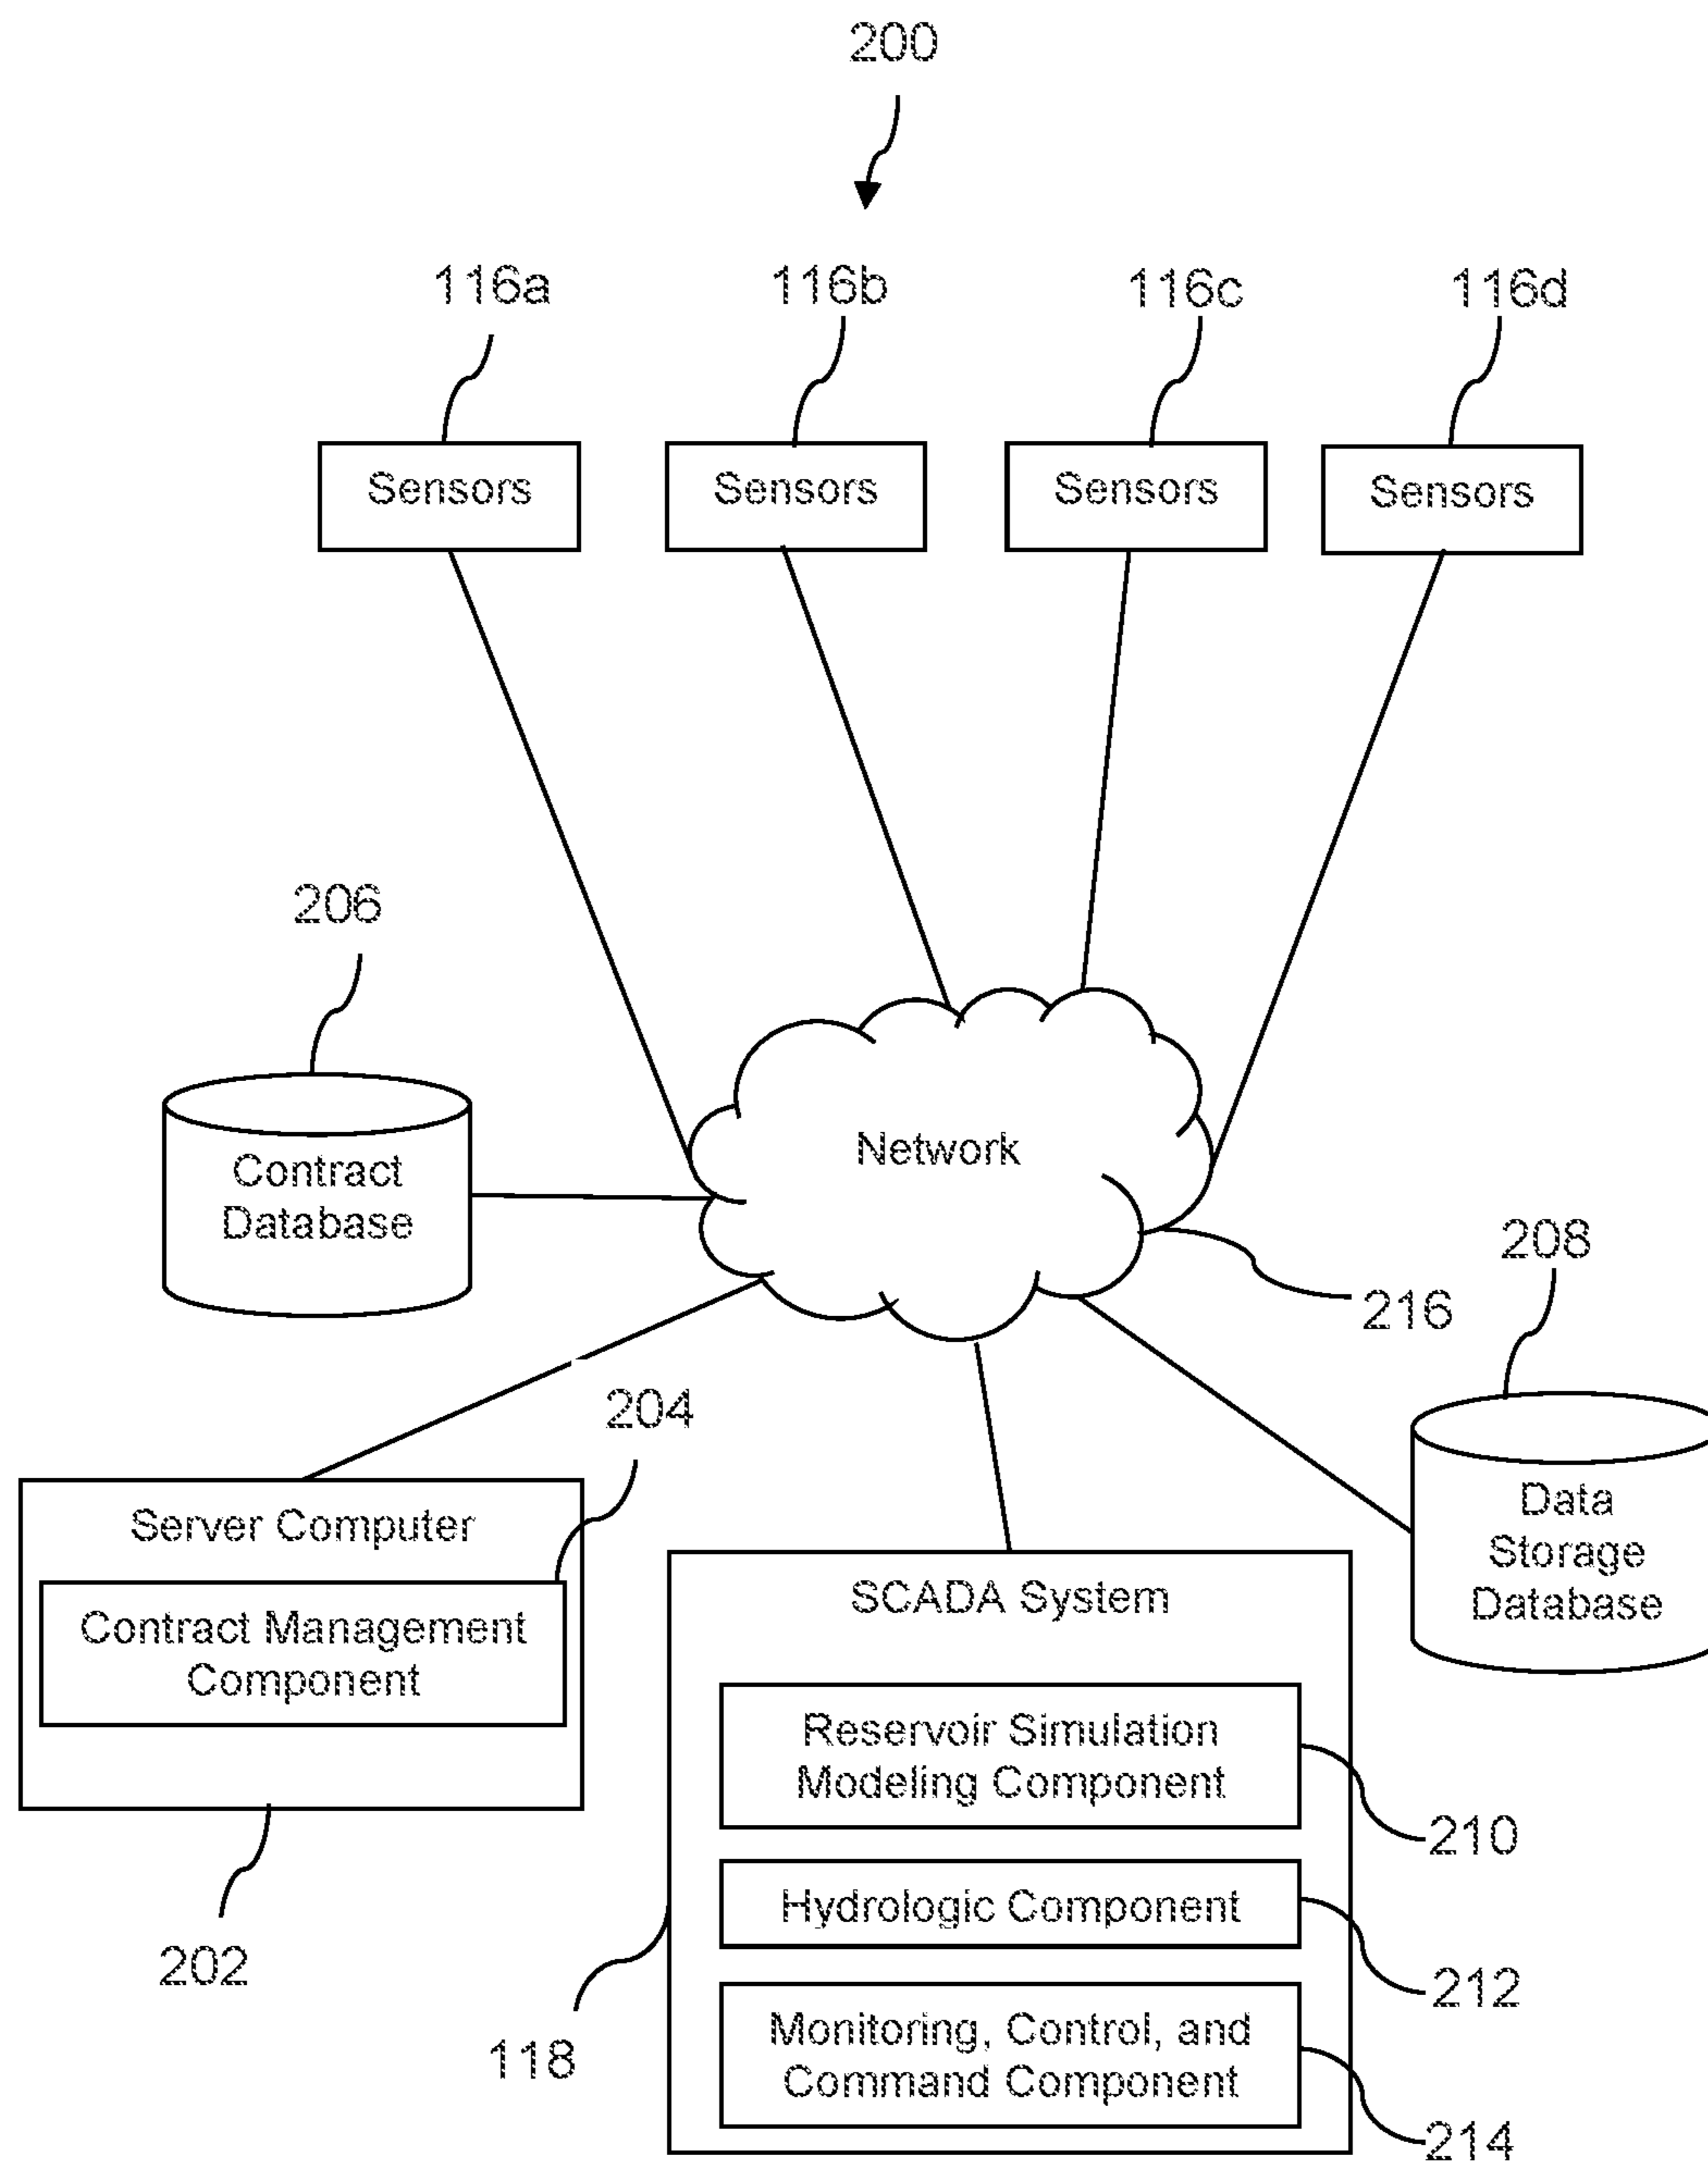 200
116a
116b
116c
116d
Sensors
Sensors
Sensors
Sensors
206
Contract
Database
Network
216
208
Data
Storage
Database
204
Server Computer
Contract Management
Component
202
SCADA System
Reservoir Simulation
Modeling Component
210
Hydrologic Component
212
Monitoring, Control, and
Command Component
214
118